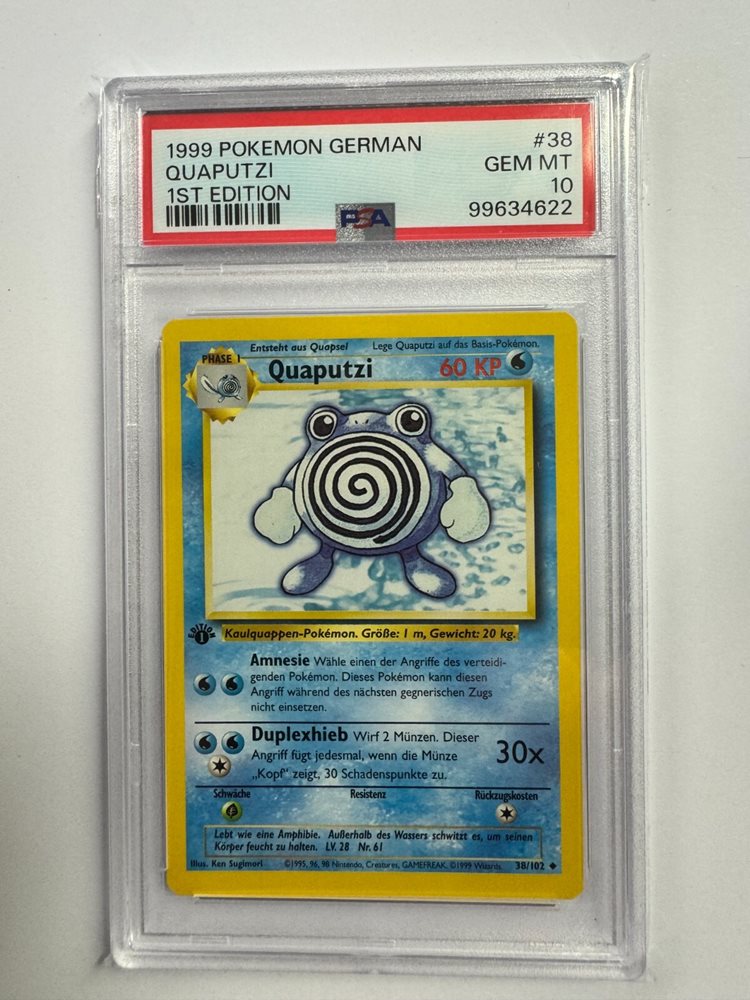 1999 POKEMON GERMAN #38
QUAPUTZI GEM MT
1ST EDITION 10
PSA 99634622
Entsteht aus Quapsel Lege Quaputzi auf das Basis-Pokémon.
PHASE 1
Quaputzi 60 KP
EDITION 1
Kaulquappen-Pokémon. Größe: 1 m, Gewicht: 20 kg.
Amnesie Wähle einen der Angriffe des verteidi-
genden Pokémon. Dieses Pokémon kann diesen
Angriff während des nächsten gegnerischen Zugs
nicht einsetzen.
Duplexhieb Wirf 2 Münzen. Dieser
Angriff fügt jedesmal, wenn die Münze 30x
„Kopf" zeigt, 30 Schadenspunkte zu.
Schwäche Resistenz Rückzugskosten
Lebt wie eine Amphibie. Außerhalb des Wassers schwitzt es, um seinen
Körper feucht zu halten. LV. 28 Nr. 61
Illus. Ken Sugimori ©1995, 96, 98 Nintendo, Creatures, GAMEFREAK. ©1999 Wizards. 38/102